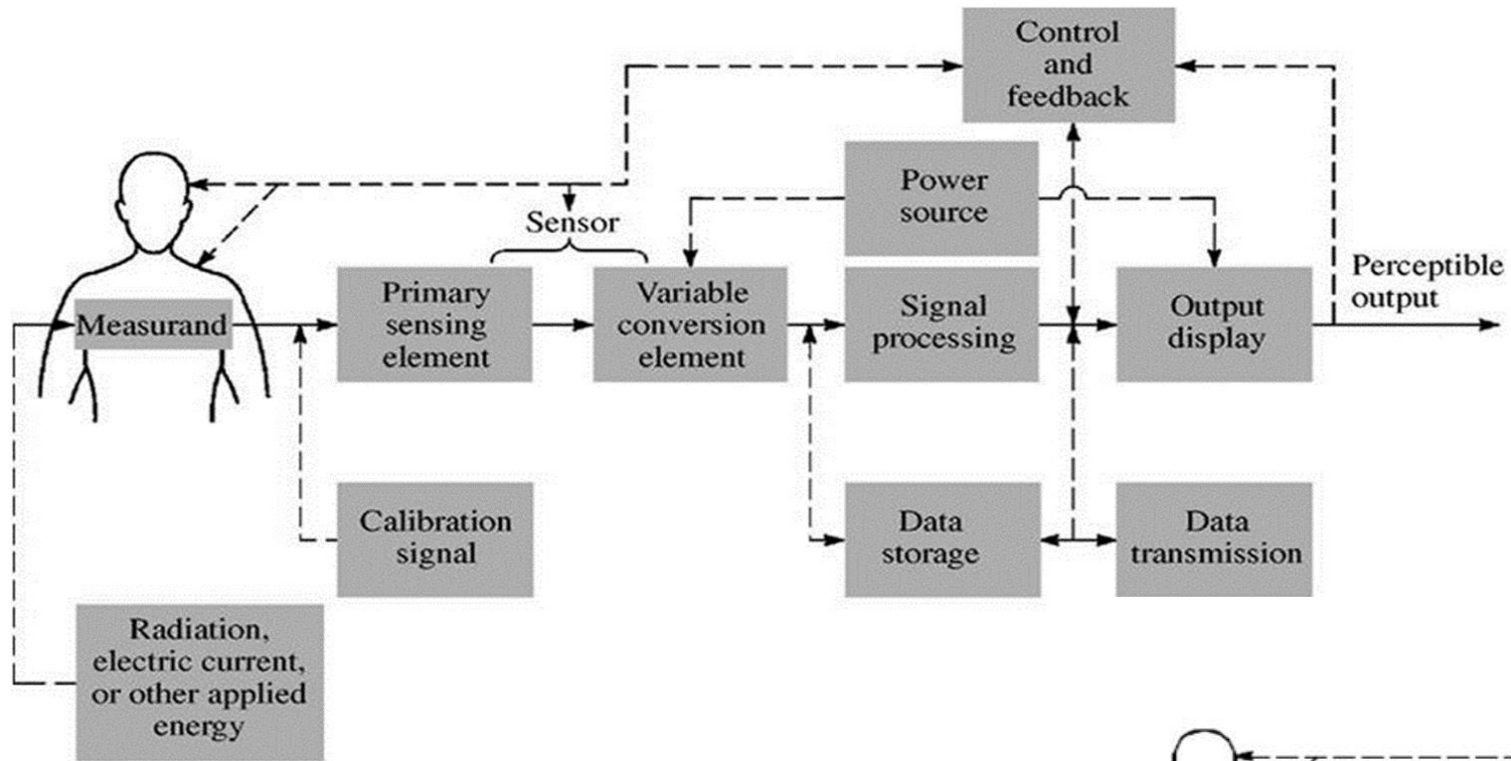 Control
and
feedback
Power
source
Sensor
Perceptible
output
Measurand
Primary
sensing
element
Variable
conversion
element
Signal
processing
Output
display
Calibration
signal
Data
storage
Data
transmission
Radiation,
electric current,
or other applied
energy